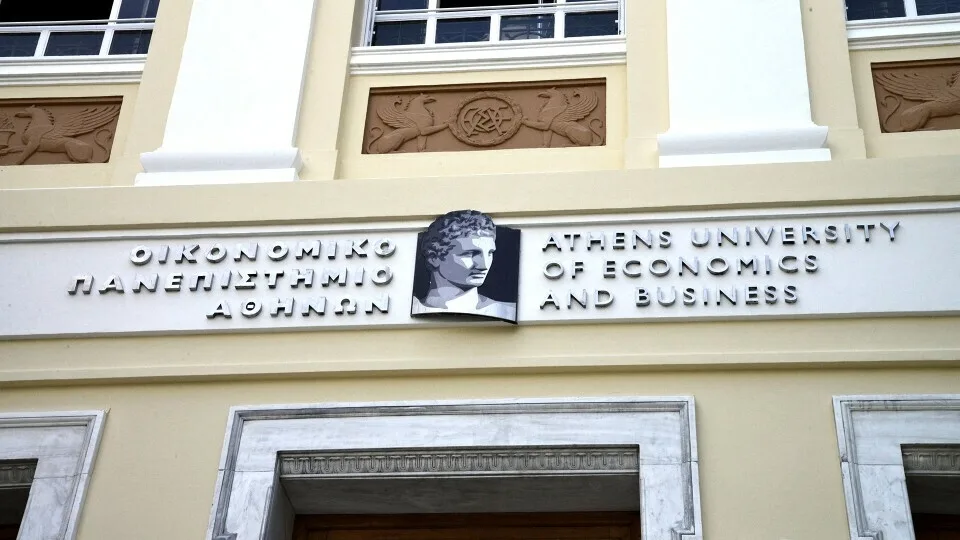 ΟΙΚΟΝΟΜΙΚΟ
ΠΑΝΕΠΙΣΤΗΜΙΟ
ΑΘΗΝΩΝ
ATHENS UNIVERSITY
OF ECONOMICS
AND BUSINESS